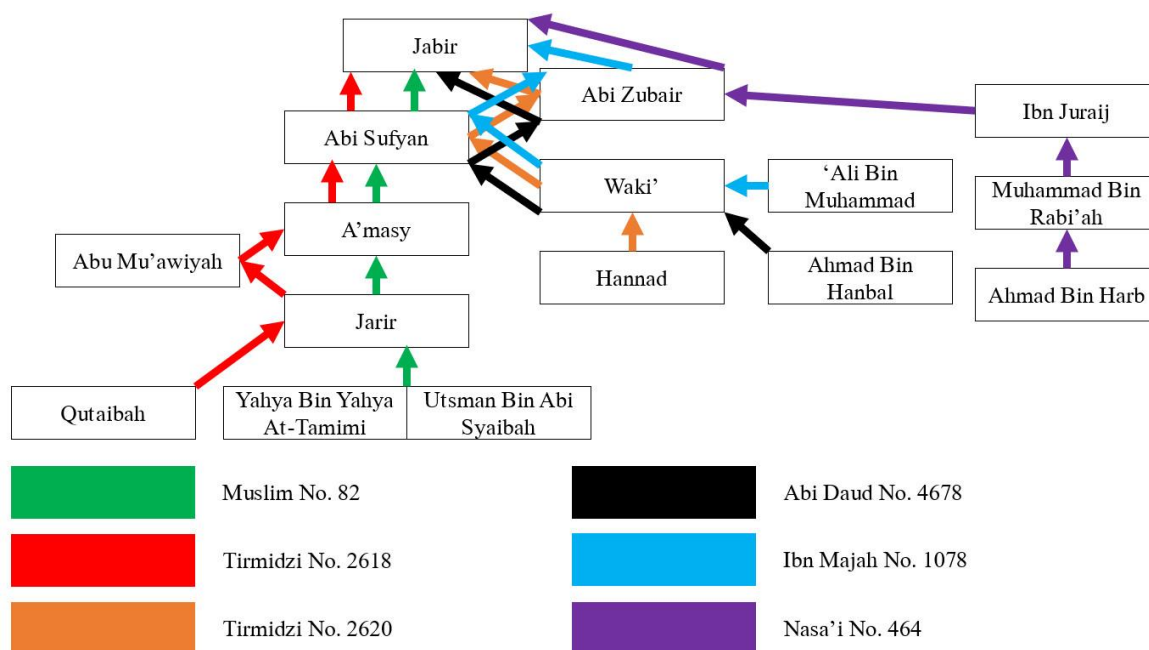 Jabir
Abi Zubair
Ibn Juraij
Abi Sufyan
Waki’
‘Ali Bin
Muhammad
Muhammad Bin
Rabi’ah
A’masy
Abu Mu’awiyah
Hannad
Ahmad Bin
Hanbal
Ahmad Bin Harb
Jarir
Qutaibah
Yahya Bin Yahya
At-Tamimi
Utsman Bin Abi
Syaibah
Muslim No. 82
Abi Daud No. 4678
Tirmidzi No. 2618
Ibn Majah No. 1078
Tirmidzi No. 2620
Nasa’i No. 464